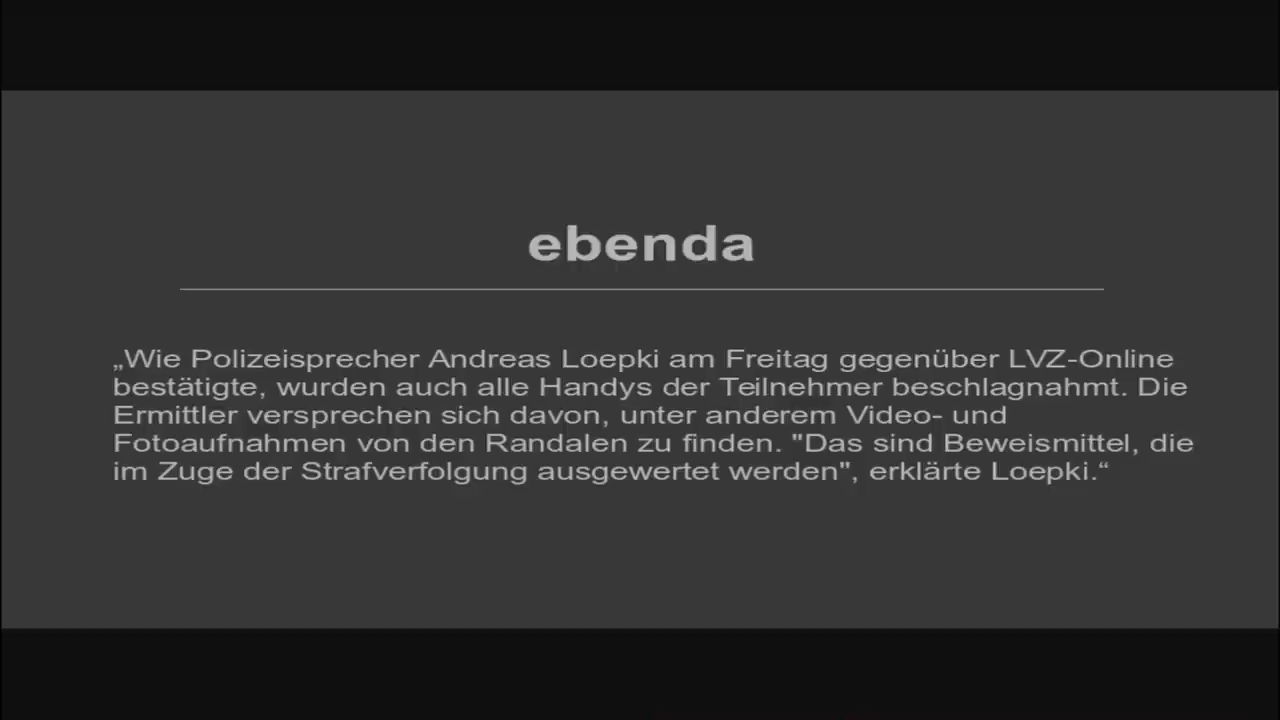 ebenda
„Wie Polizeisprecher Andreas Loepki am Freitag gegenüber LVZ-Online
bestätigte, wurden auch alle Handys der Teilnehmer beschlagnahmt. Die
Ermittler versprechen sich davon, unter anderem Video- und
Fotoaufnahmen von den Randalen zu finden. "Das sind Beweismittel, die
im Zuge der Strafverfolgung ausgewertet werden", erklärte Loepki.“